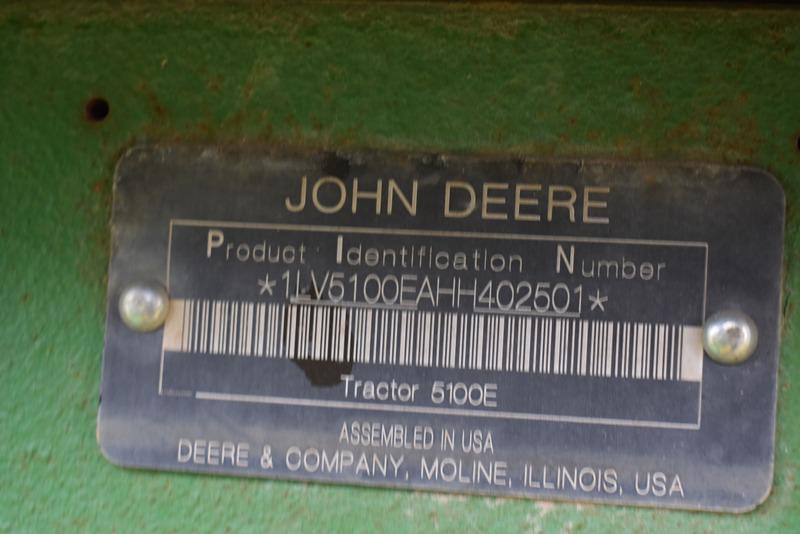 JOHN DEERE
Product Identification Number
*1LV5100EAHH402501*
Tractor 5100E
ASSEMBLED IN USA
DEERE & COMPANY, MOLINE, ILLINOIS, USA